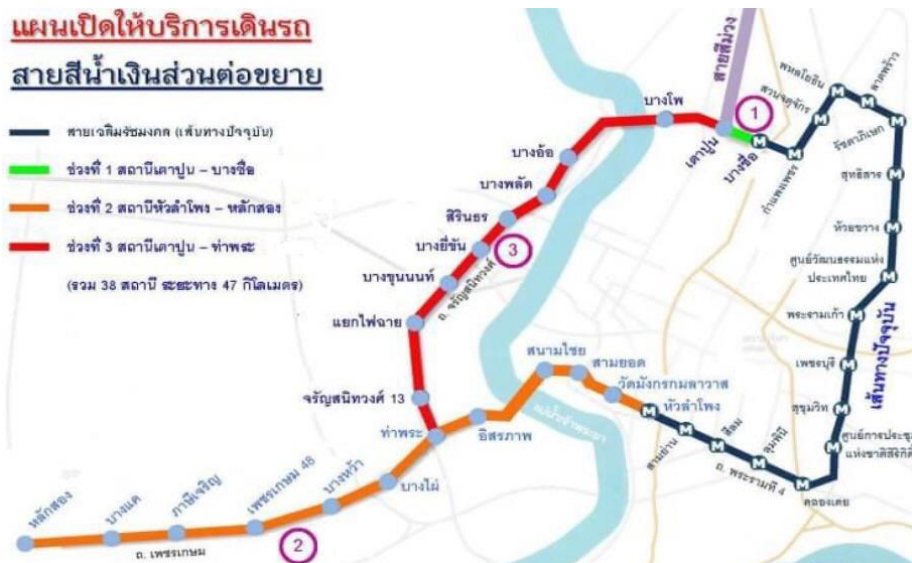 แผนเปิดให้บริการเดินรถ
สายสีน้ำเงินส่วนต่อขยาย
สายเฉลิมรัชมงคล (เส้นทางปัจจุบัน)
ช่วงที่ 1 สถานีเตาปูน - บางซื่อ
ช่วงที่ 2 สถานีหัวลำโพง - หลักสอง
ช่วงที่ 3 สถานีเตาปูน - ท่าพระ
(รวม 38 สถานี ระยะทาง 47 กิโลเมตร)
สายสีม่วง
1
บางโพ
เตาปูน
บางซื่อ
กำแพงเพชร
สวนจตุจักร
พหลโยธิน
ลาดพร้าว
รัชดาภิเษก
สุทธิสาร
ห้วยขวาง
ศูนย์วัฒนธรรมแห่ง
ประเทศไทย
พระรามเก้า
เพชรบุรี
สุขุมวิท
เส้นทางปัจจุบัน
ศูนย์การประชุม
แห่งชาติสิริกิติ์
คลองเตย
ลุมพินี
สีลม
สามย่าน
ถ. พระรามที่ 4
หัวลำโพง
วัดมังกรกมลาวาส
สามยอด
สนามไชย
แม่น้ำเจ้าพระยา
อิสรภาพ
ท่าพระ
บางอ้อ
บางพลัด
สิรินธร
3
บางยี่ขัน
ถ. จรัญสนิทวงศ์
บางขุนนนท์
แยกไฟฉาย
จรัญสนิทวงศ์ 13
บางไผ่
บางหว้า
เพชรเกษม 48
ภาษีเจริญ
บางแค
หลักสอง
ถ. เพชรเกษม
2